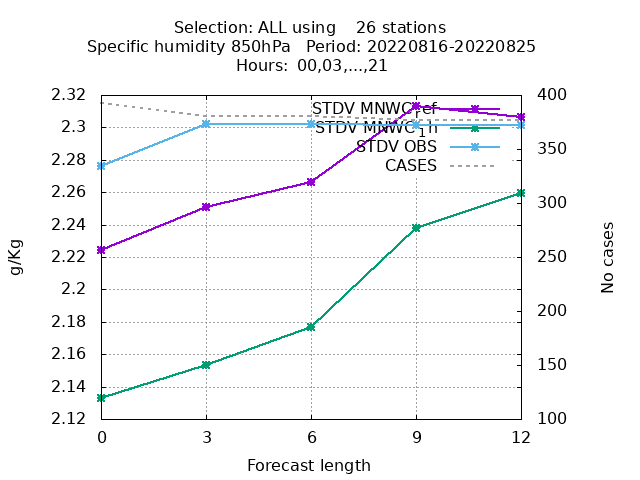 Selection: ALL using    26 stations
Specific humidity 850hPa   Period: 20220816-20220825
Hours: 00,03,...,21
2.32
2.3
2.28
2.26
2.24
2.22
2.2
2.18
2.16
2.14
2.12
g/Kg
STDV MNWC_ref
STDV MNWC_1h
STDV OBS
CASES
400
350
300
250
200
150
100
No cases
0 3 6 9 12
Forecast length